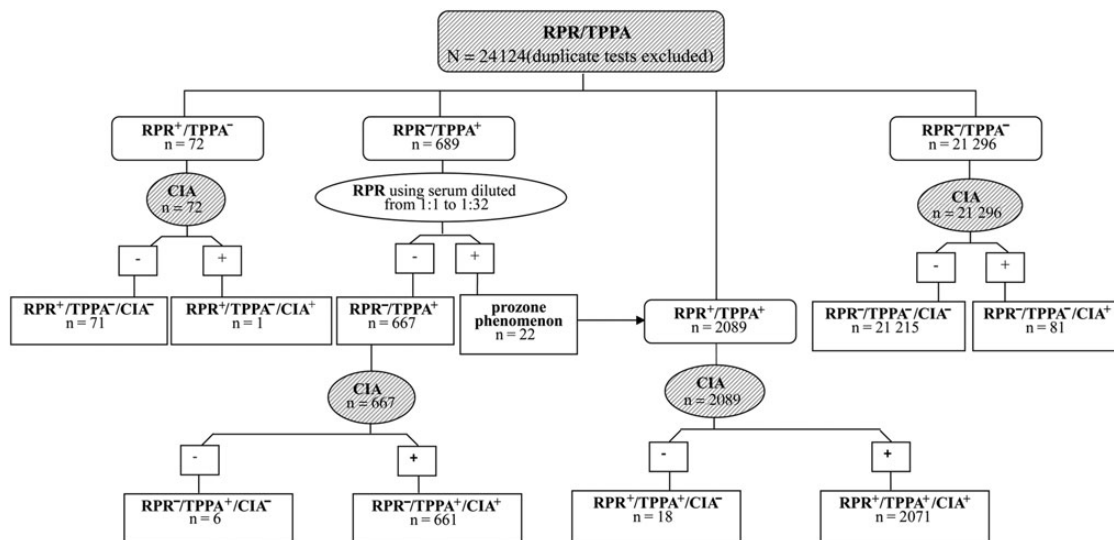 RPR/TPPA
N = 24124(duplicate tests excluded)
RPR⁺/TPPA⁻
n = 72
RPR⁻/TPPA⁺
n = 689
RPR⁻/TPPA⁻
n = 21 296
CIA
n = 72
RPR using serum diluted
from 1:1 to 1:32
CIA
n = 21 296
-
+
-
+
-
+
RPR⁺/TPPA⁻/CIA⁻
n = 71
RPR⁺/TPPA⁻/CIA⁺
n = 1
RPR⁻/TPPA⁺
n = 667
prozone
phenomenon
n = 22
RPR⁺/TPPA⁺
n = 2089
RPR⁻/TPPA⁻/CIA⁻
n = 21 215
RPR⁻/TPPA⁻/CIA⁺
n = 81
CIA
n = 667
CIA
n = 2089
-
+
-
+
RPR⁻/TPPA⁺/CIA⁻
n = 6
RPR⁻/TPPA⁺/CIA⁺
n = 661
RPR⁺/TPPA⁺/CIA⁻
n = 18
RPR⁺/TPPA⁺/CIA⁺
n = 2071